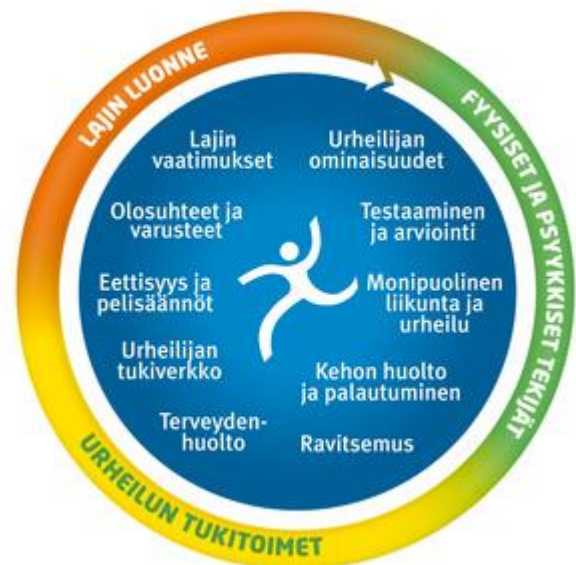 LAJIN LUONNE
FYYSISET JA PSYYKKISET TEKIJÄT
URHEILUN TUKITOIMET
Lajin
vaatimukset
Urheilijan
ominaisuudet
Olosuhteet ja
varusteet
Testaaminen
ja arviointi
Eettisyys ja
pelisäännöt
Monipuolinen
liikunta ja
urheilu
Urheilijan
tukiverkko
Kehon huolto
ja palautuminen
Terveyden-
huolto
Ravitsemus